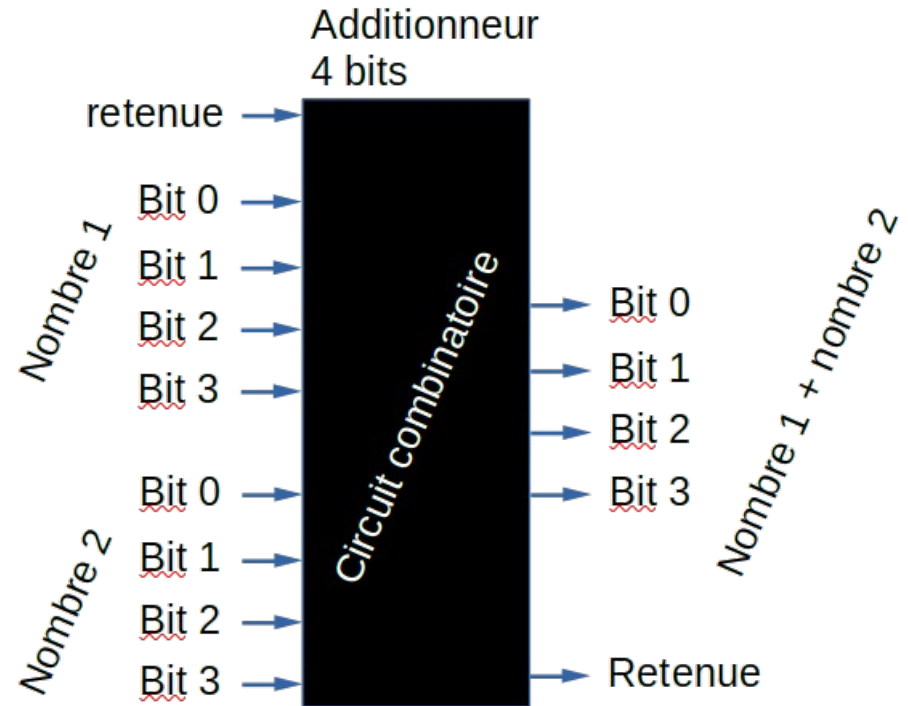 Additionneur
4 bits
retenue
Nombre 1
Bit 0
Bit 1
Bit 2
Bit 3
Nombre 2
Bit 0
Bit 1
Bit 2
Bit 3
Circuit combinatoire
Bit 0
Bit 1
Bit 2
Bit 3
Retenue
Nombre 1 + nombre 2